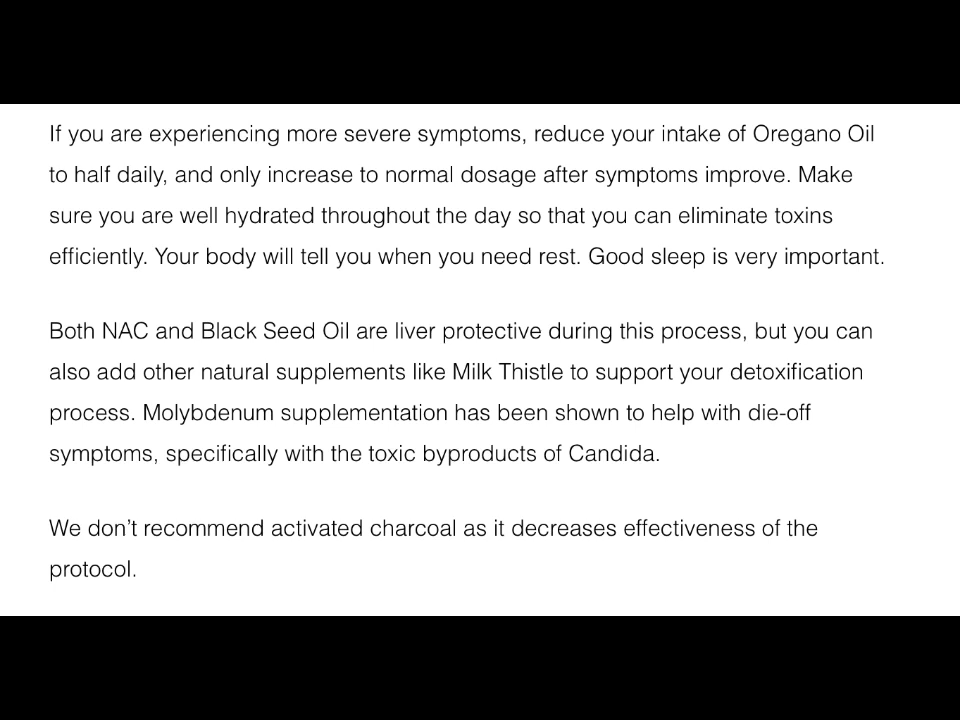 If you are experiencing more severe symptoms, reduce your intake of Oregano Oil
to half daily, and only increase to normal dosage after symptoms improve. Make
sure you are well hydrated throughout the day so that you can eliminate toxins
efficiently. Your body will tell you when you need rest. Good sleep is very important.
Both NAC and Black Seed Oil are liver protective during this process, but you can
also add other natural supplements like Milk Thistle to support your detoxification
process. Molybdenum supplementation has been shown to help with die-off
symptoms, specifically with the toxic byproducts of Candida.
We don’t recommend activated charcoal as it decreases effectiveness of the
protocol.